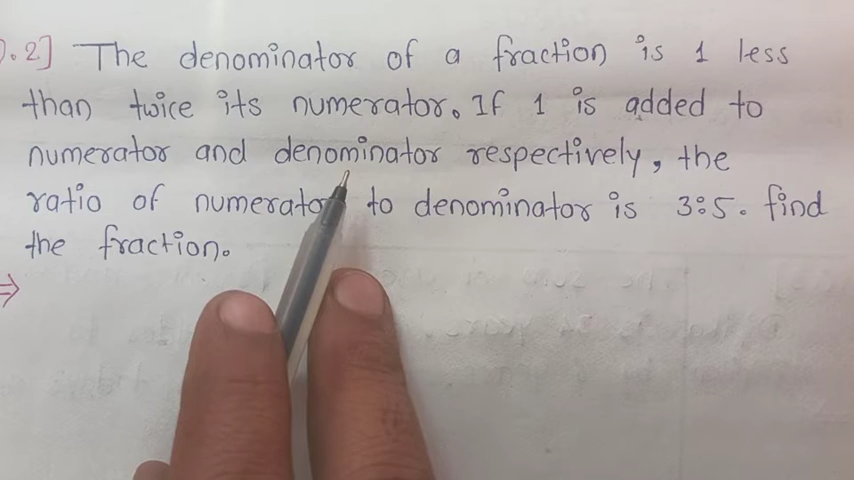 .2] The denominator of a fraction is 1 less
than twice its numerator. If 1 is added to
numerator and denominator respectively, the
ratio of numerator to denominator is 3:5. find
the fraction.
⇒